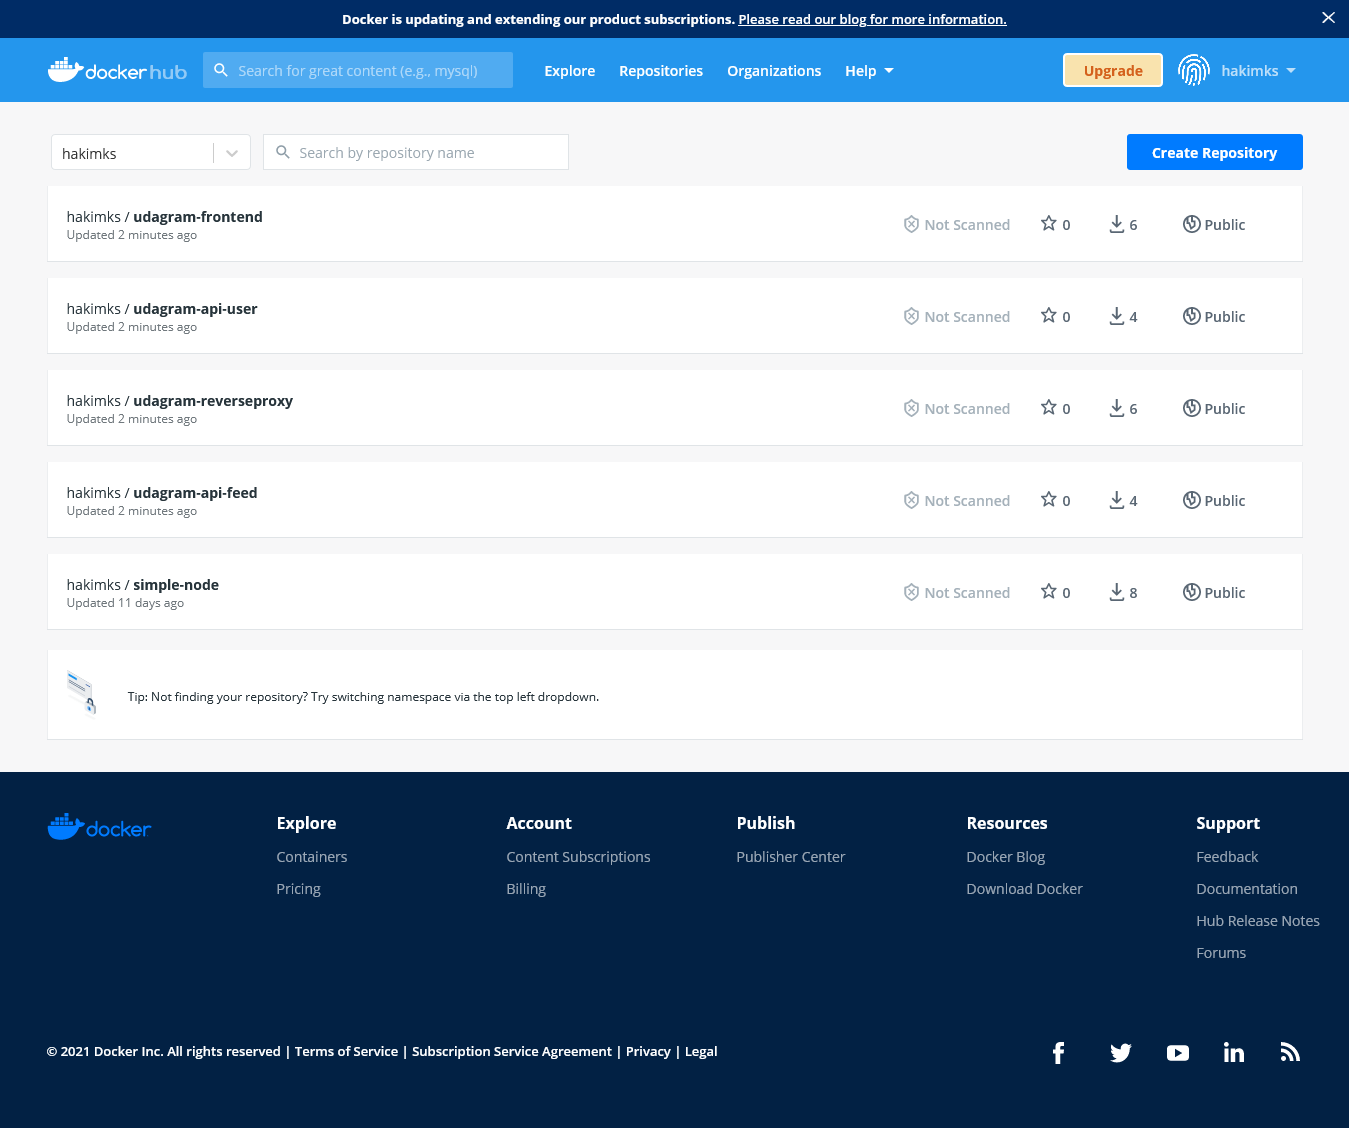 Docker is updating and extending our product subscriptions. Please read our blog for more information.
docker hub Search for great content (e.g., mysql) Explore Repositories Organizations Help Upgrade hakimks
hakimks Search by repository name Create Repository
hakimks / udagram-frontend
Updated 2 minutes ago
Not Scanned 0 6 Public
hakimks / udagram-api-user
Updated 2 minutes ago
Not Scanned 0 4 Public
hakimks / udagram-reverseproxy
Updated 2 minutes ago
Not Scanned 0 6 Public
hakimks / udagram-api-feed
Updated 2 minutes ago
Not Scanned 0 4 Public
hakimks / simple-node
Updated 11 days ago
Not Scanned 0 8 Public
Tip: Not finding your repository? Try switching namespace via the top left dropdown.
docker
Explore
Containers
Pricing
Account
Content Subscriptions
Billing
Publish
Publisher Center
Resources
Docker Blog
Download Docker
Support
Feedback
Documentation
Hub Release Notes
Forums
© 2021 Docker Inc. All rights reserved | Terms of Service | Subscription Service Agreement | Privacy | Legal